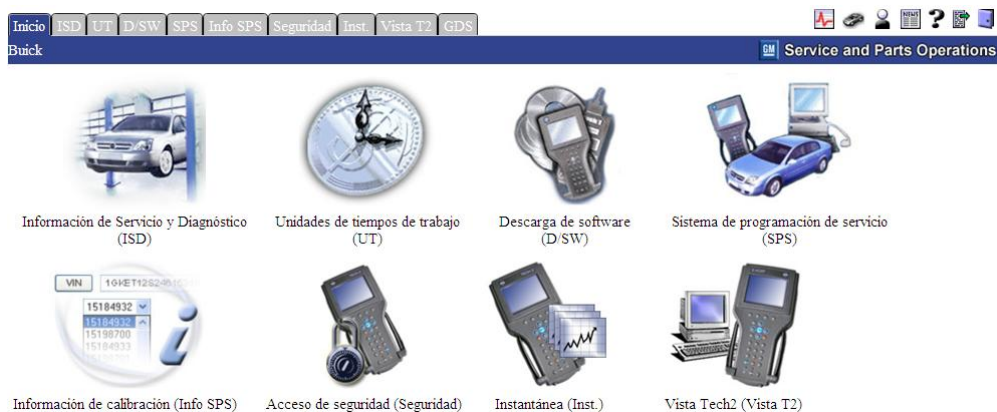 Inicio ISD UT D/SW SPS Info SPS Seguridad Inst. Vista T2 GDS
NEWS ?
Buick
GM Service and Parts Operations
Información de Servicio y Diagnóstico
(ISD)
Unidades de tiempos de trabajo
(UT)
Descarga de software
(D/SW)
Sistema de programación de servicio
(SPS)
VIN
15184932
15184932
15198700
15184933
i
Información de calibración (Info SPS)
Acceso de seguridad (Seguridad)
Instantánea (Inst.)
Vista Tech2 (Vista T2)